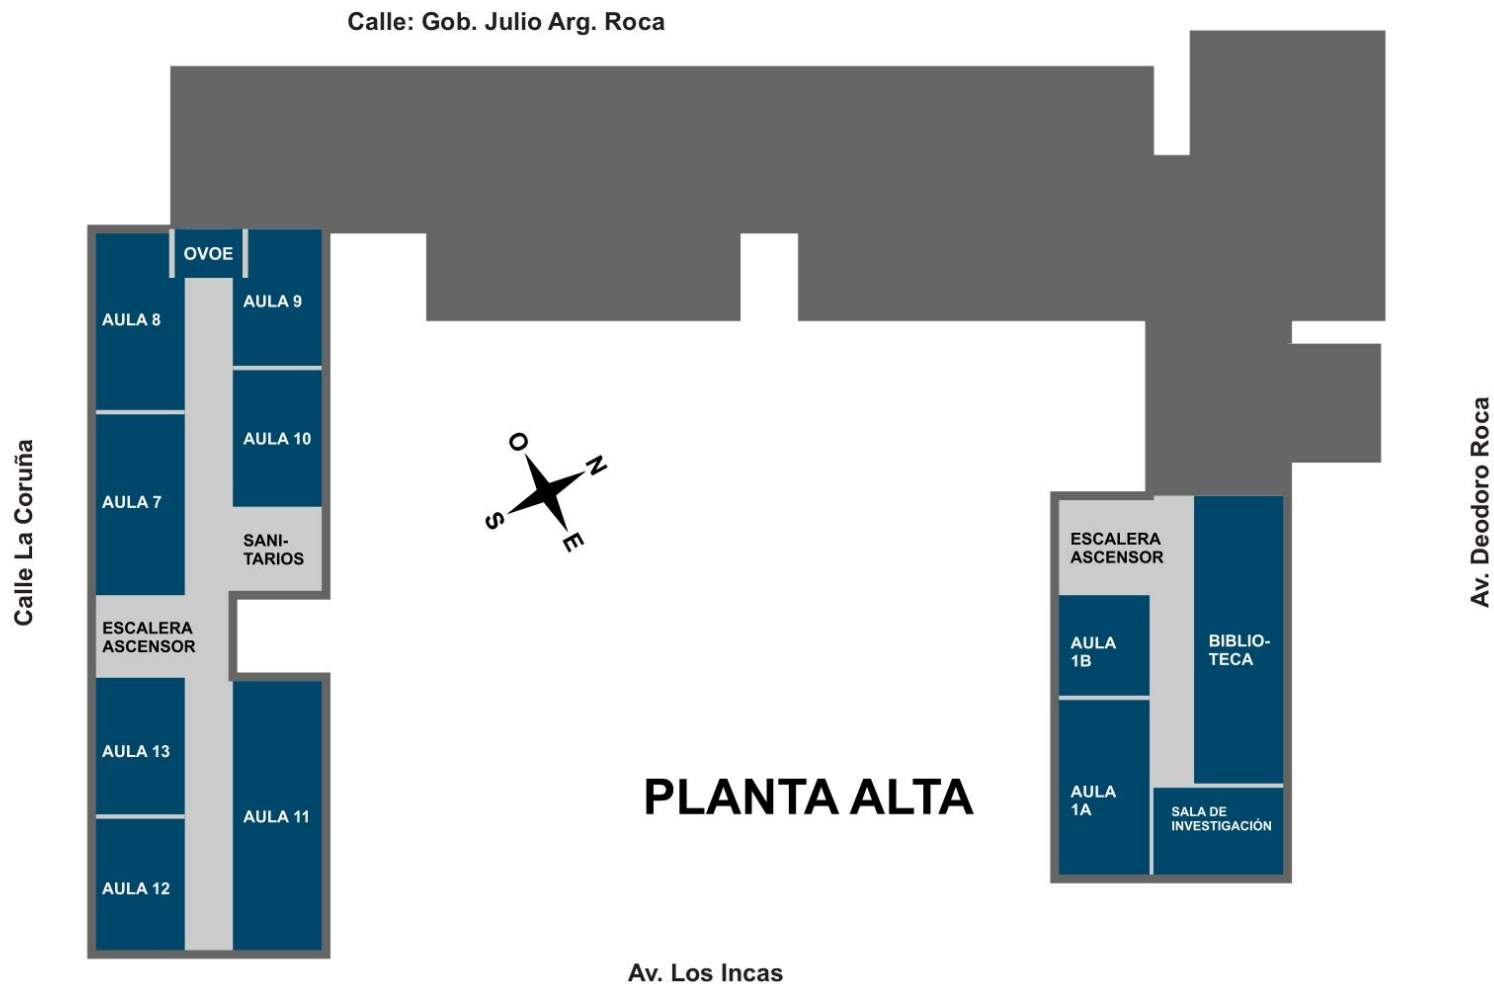 Calle: Gob. Julio Arg. Roca
Calle La Coruña
OVOE
AULA 8
AULA 9
AULA 10
AULA 7
SANI-
TARIOS
ESCALERA
ASCENSOR
AULA 13
AULA 11
AULA 12
O
N
S
E
PLANTA ALTA
ESCALERA
ASCENSOR
AULA
1B
BIBLIO-
TECA
AULA
1A
SALA DE
INVESTIGACIÓN
Av. Deodoro Roca
Av. Los Incas